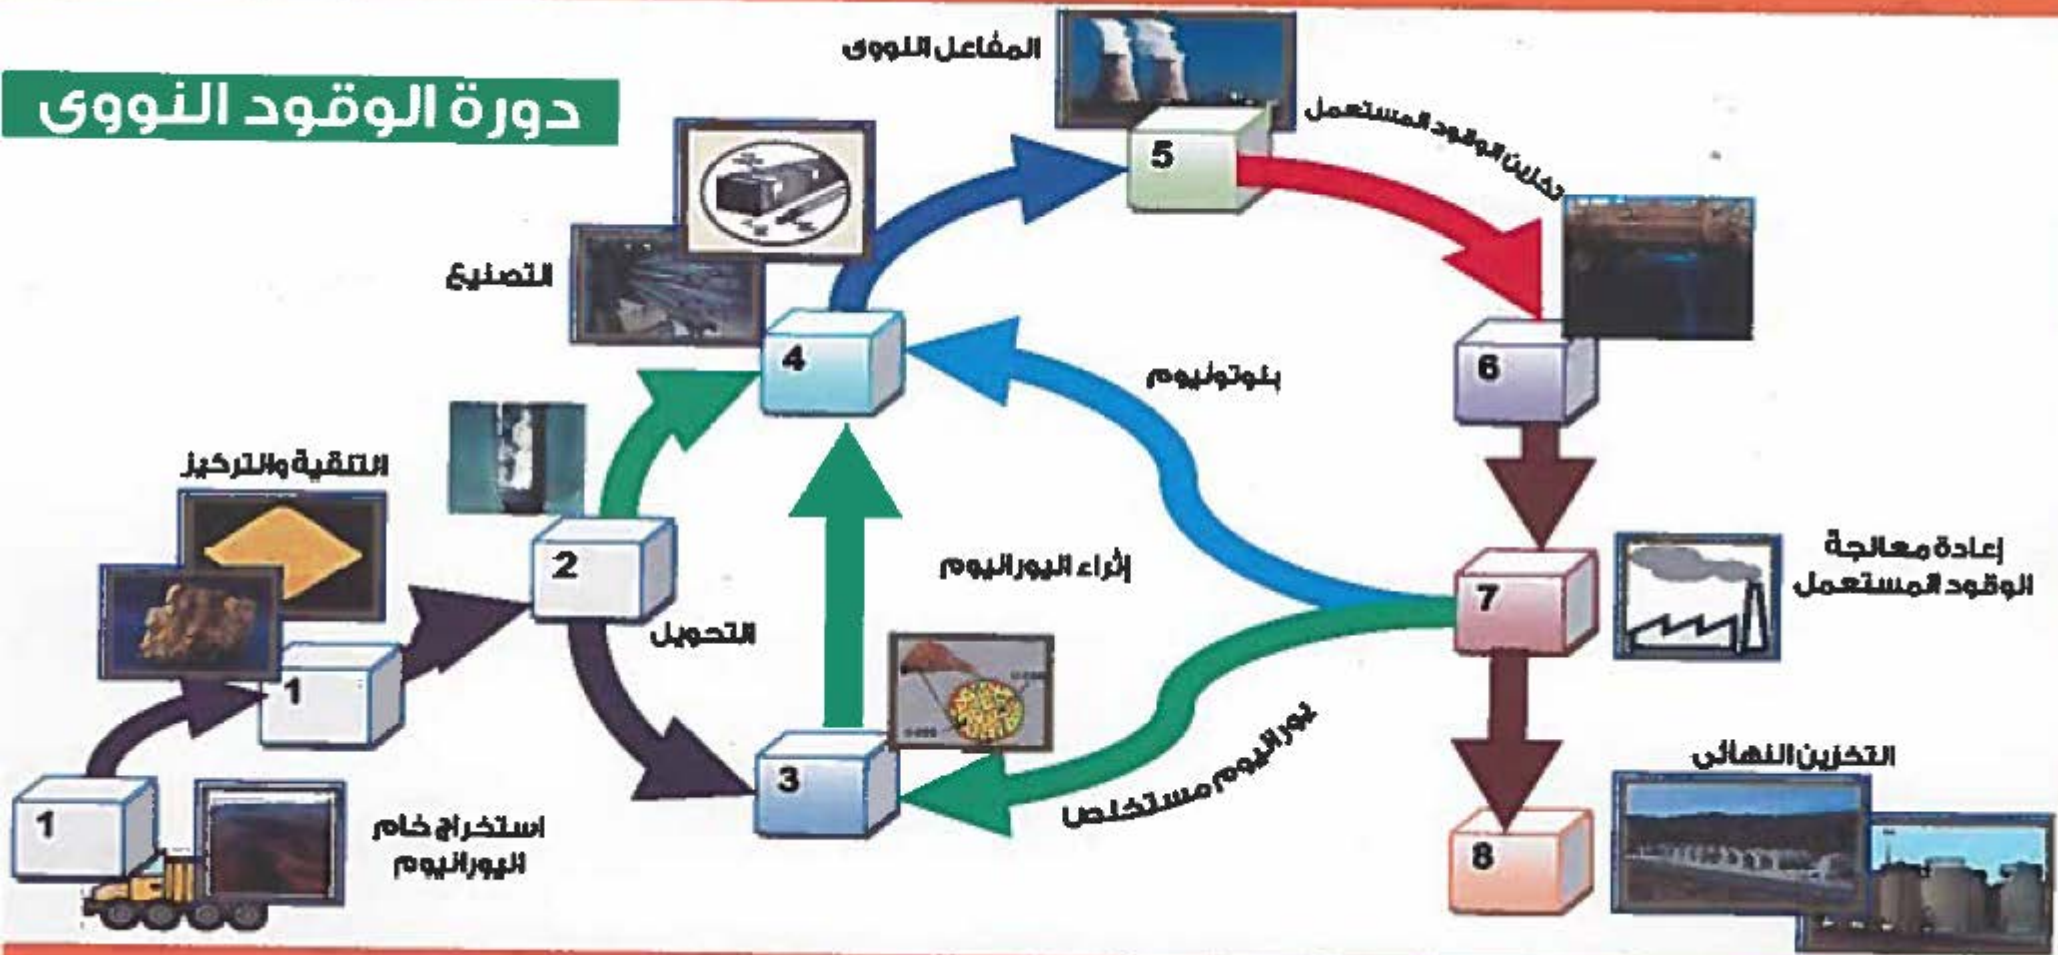 دورة الوقود النووى
المفاعل النووى
تخزين الوقود المستعمل
التصنيع
التنقية والتركيز
بلوتونيوم
إثراء اليورانيوم
التحويل
إعادة معالجة
الوقود المستعمل
يورانيوم مستخلص
التخزين النهائى
استخراج خام
اليورانيوم
1
1
2
3
4
5
6
7
8